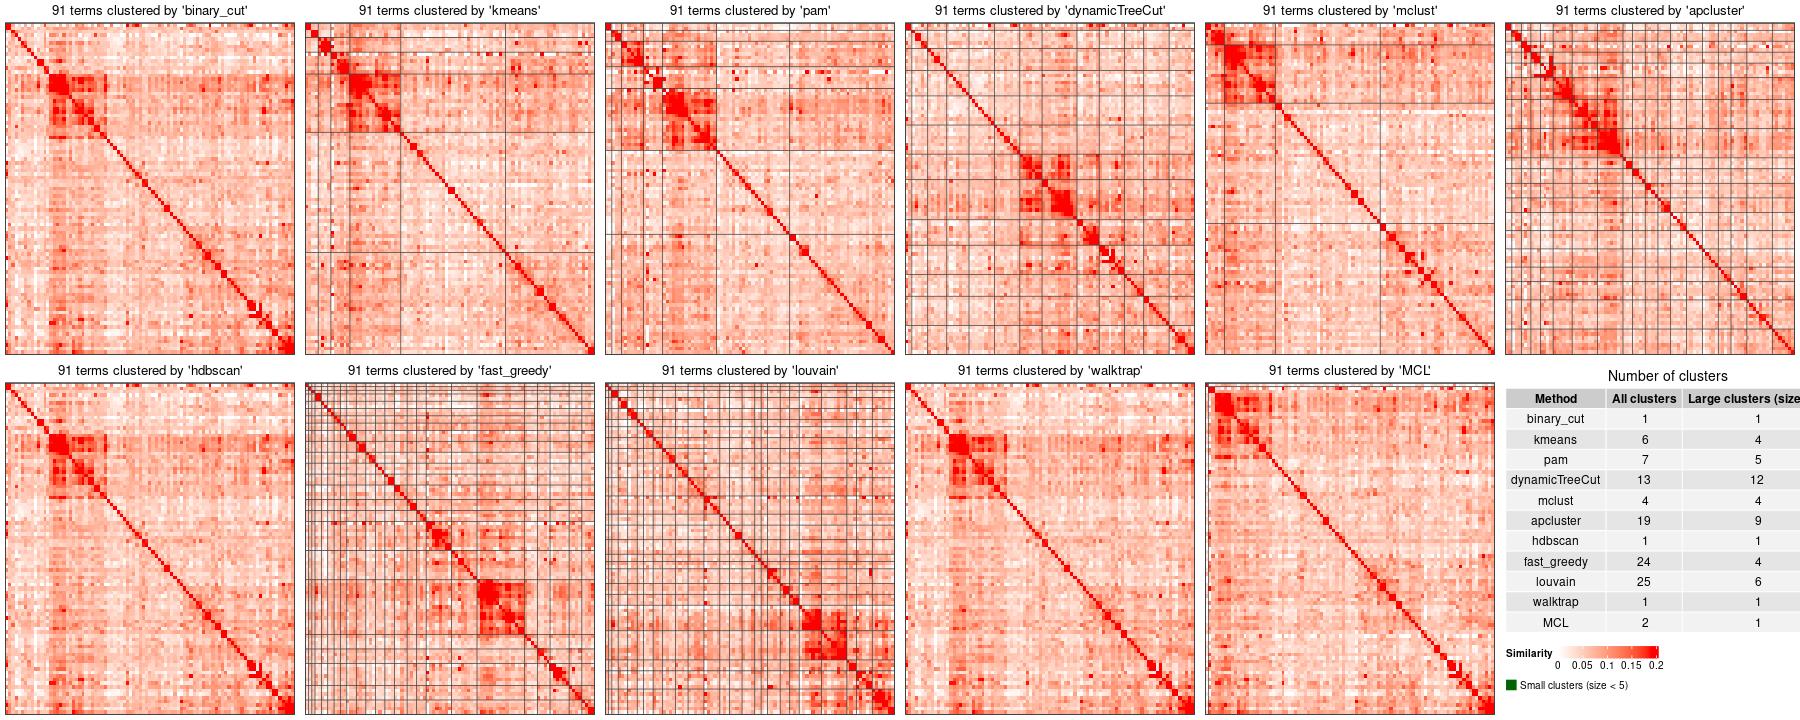 91 terms clustered by 'binary_cut'
91 terms clustered by 'kmeans'
91 terms clustered by 'pam'
91 terms clustered by 'dynamicTreeCut'
91 terms clustered by 'mclust'
91 terms clustered by 'apcluster'
91 terms clustered by 'hdbscan'
91 terms clustered by 'fast_greedy'
91 terms clustered by 'louvain'
91 terms clustered by 'walktrap'
91 terms clustered by 'MCL'
Number of clusters
Method All clusters Large clusters (size
binary_cut 1 1
kmeans 6 4
pam 7 5
dynamicTreeCut 13 12
mclust 4 4
apcluster 19 9
hdbscan 1 1
fast_greedy 24 4
louvain 25 6
walktrap 1 1
MCL 2 1
Similarity
0 0.05 0.1 0.15 0.2
Small clusters (size < 5)